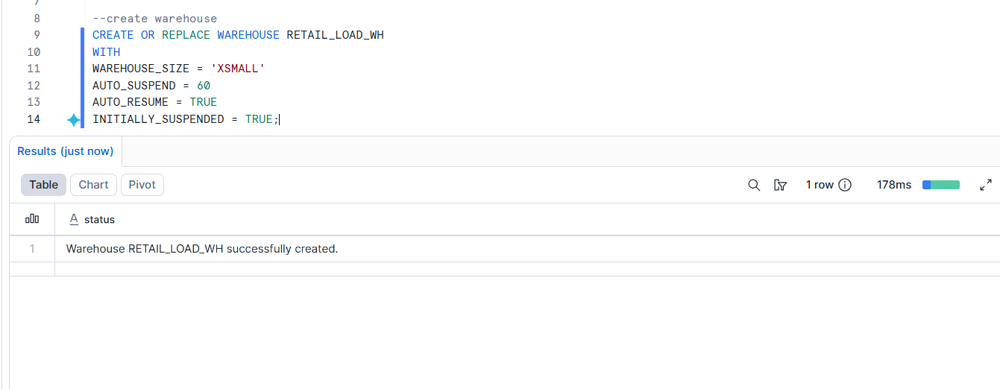 8 --create warehouse
9 CREATE OR REPLACE WAREHOUSE RETAIL_LOAD_WH
10 WITH
11 WAREHOUSE_SIZE = 'XSMALL'
12 AUTO_SUSPEND = 60
13 AUTO_RESUME = TRUE
14 INITIALLY_SUSPENDED = TRUE;
Results (just now)
Table Chart Pivot 1 row 178ms
A status
1 Warehouse RETAIL_LOAD_WH successfully created.